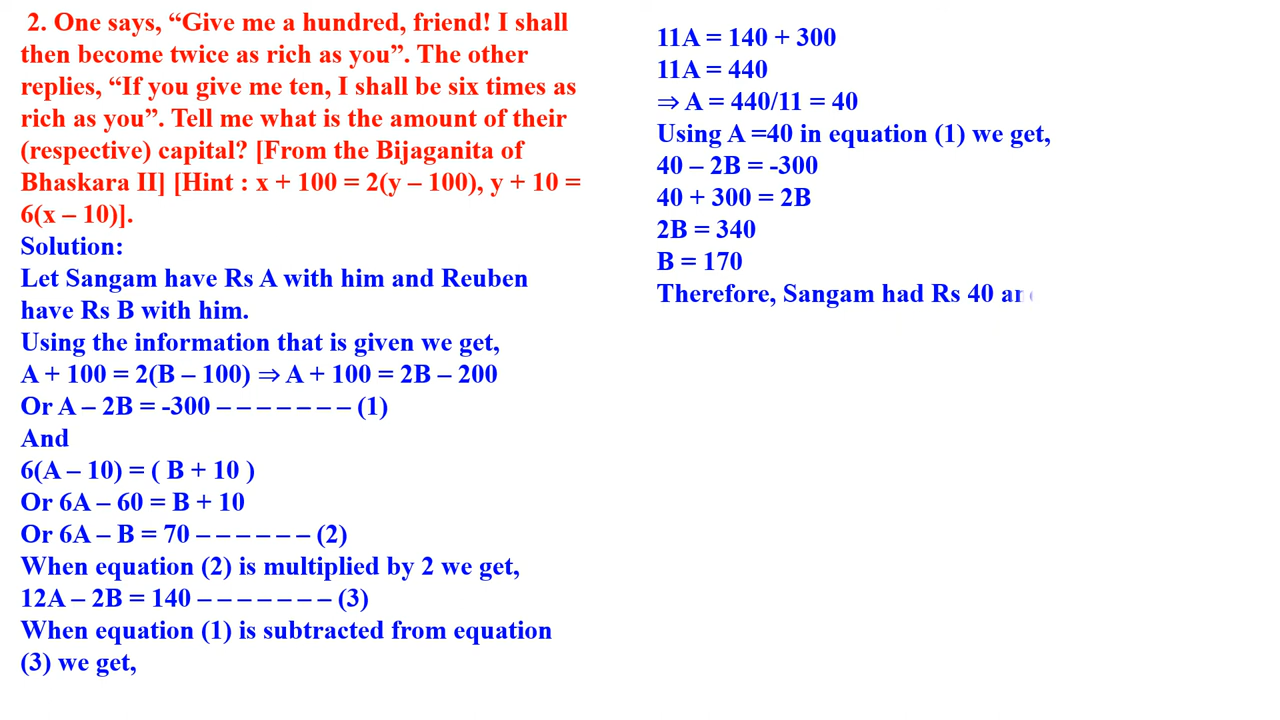 2. One says, “Give me a hundred, friend! I shall
then become twice as rich as you”. The other
replies, “If you give me ten, I shall be six times as
rich as you”. Tell me what is the amount of their
(respective) capital? [From the Bijaganita of
Bhaskara II] [Hint : x + 100 = 2(y – 100), y + 10 =
6(x – 10)].
Solution:
Let Sangam have Rs A with him and Reuben
have Rs B with him.
Using the information that is given we get,
A + 100 = 2(B – 100) ⇒ A + 100 = 2B – 200
Or A – 2B = -300 – – – – – – – (1)
And
6(A – 10) = ( B + 10 )
Or 6A – 60 = B + 10
Or 6A – B = 70 – – – – – – (2)
When equation (2) is multiplied by 2 we get,
12A – 2B = 140 – – – – – – – (3)
When equation (1) is subtracted from equation
(3) we get,
11A = 140 + 300
11A = 440
⇒ A = 440/11 = 40
Using A =40 in equation (1) we get,
40 – 2B = -300
40 + 300 = 2B
2B = 340
B = 170
Therefore, Sangam had Rs 40